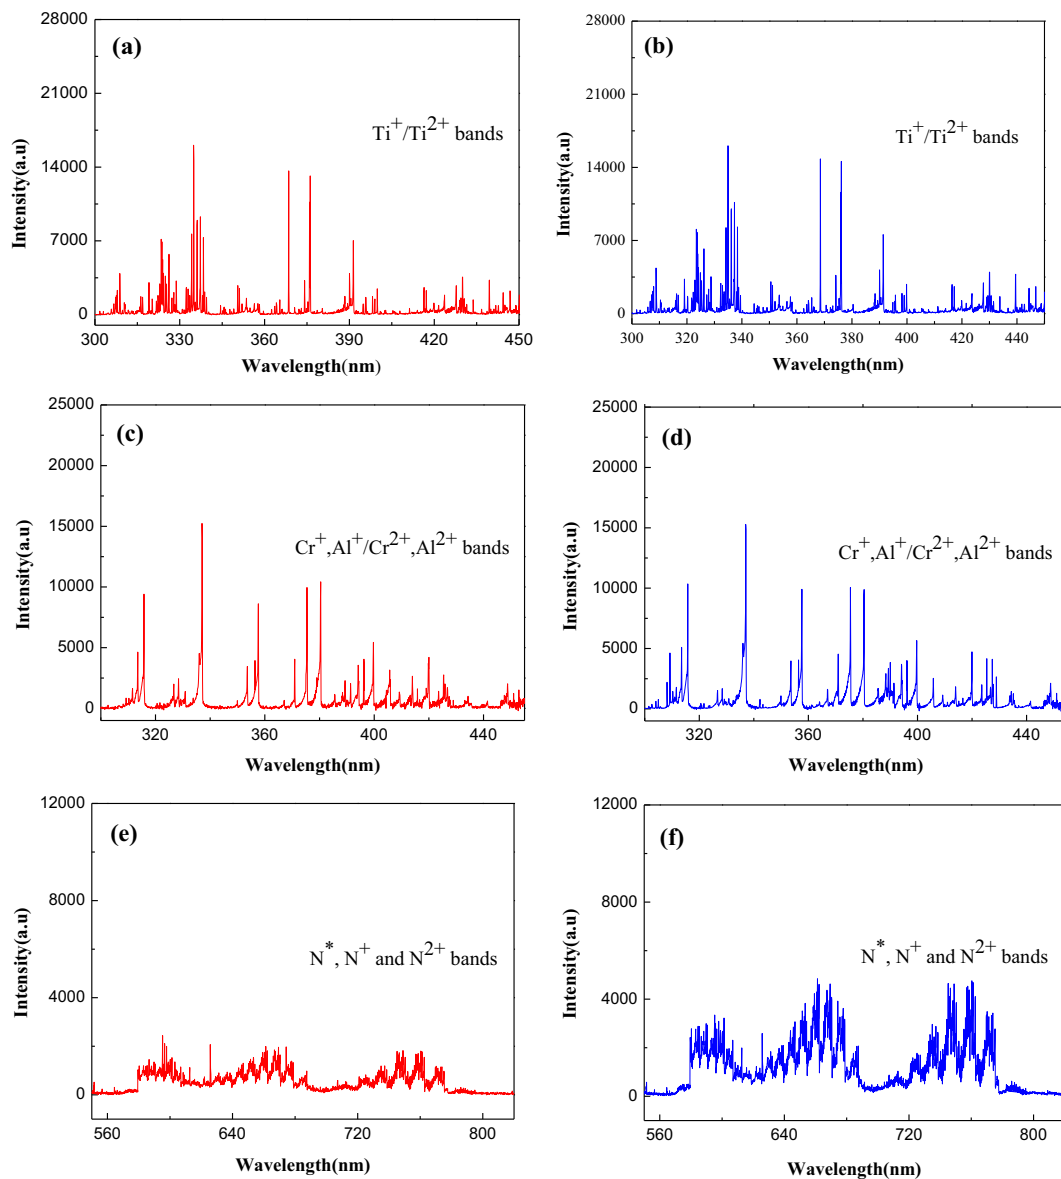 (a)
Ti+/Ti2+ bands
Intensity(a.u)
28000
21000
14000
7000
0
300 330 360 390 420 450
Wavelength(nm)
(b)
Ti+/Ti2+ bands
Intensity(a.u)
28000
21000
14000
7000
0
300 320 340 360 380 400 420 440
Wavelength(nm)
(c)
Cr+,Al+/Cr2+,Al2+ bands
Intensity(a.u)
25000
20000
15000
10000
5000
0
320 360 400 440
Wavelength(nm)
(d)
Cr+,Al+/Cr2+,Al2+ bands
Intensity(a.u)
25000
20000
15000
10000
5000
0
320 360 400 440
Wavelength(nm)
(e)
N*, N+ and N2+ bands
Intensity(a.u)
12000
8000
4000
0
560 640 720 800
Wavelength(nm)
(f)
N*, N+ and N2+ bands
Intensity(a.u)
12000
8000
4000
0
560 640 720 800
Wavelength(nm)